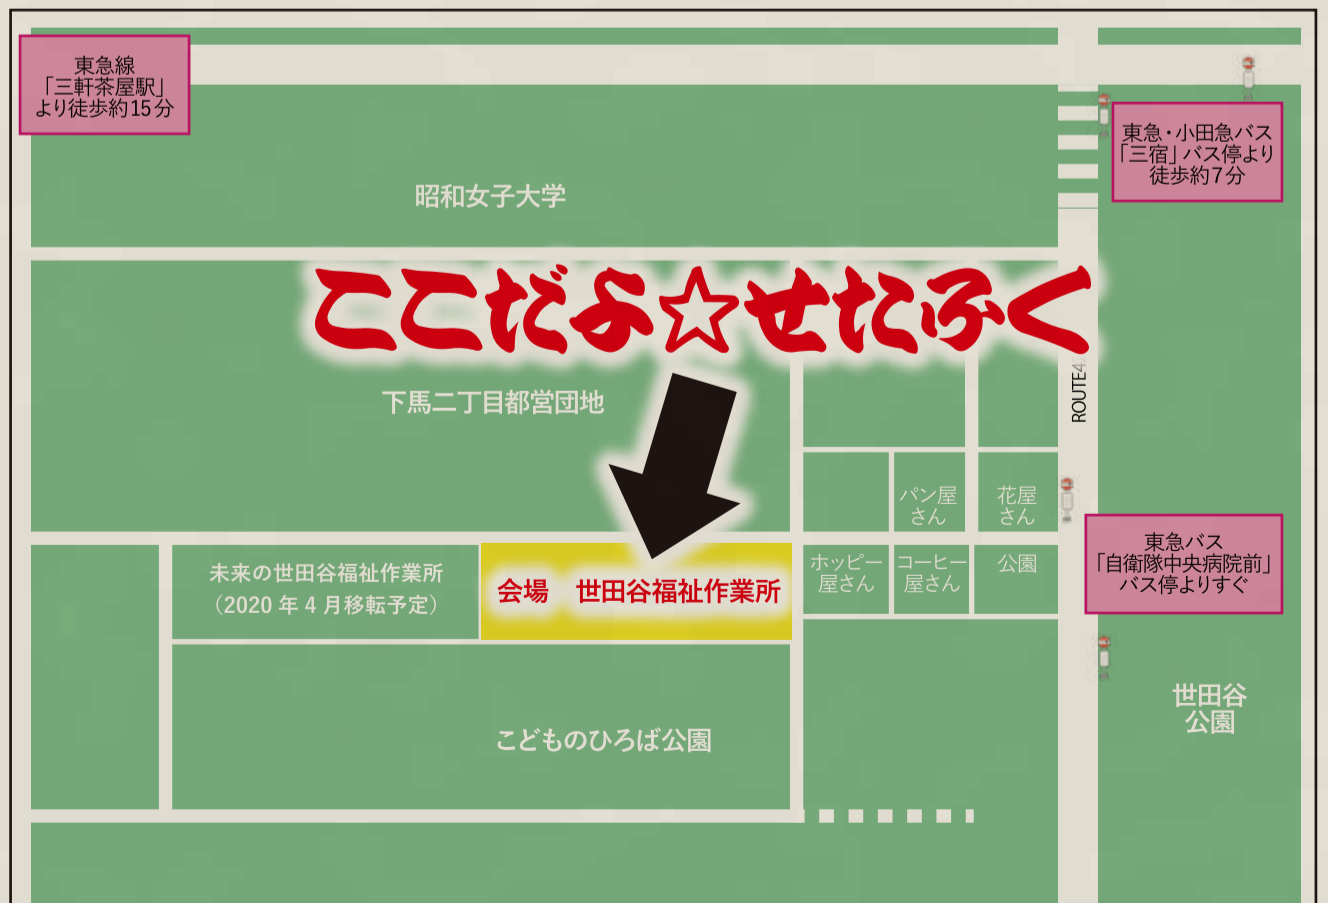 東急線
「三軒茶屋駅」
より徒歩約15分
東急・小田急バス
「三宿」バス停より
徒歩約7分
昭和女子大学
ここだよ☆せたふく
下馬二丁目都営団地
ROUTE4
パン屋
さん
花屋
さん
未来の世田谷福祉作業所
（2020年4月移転予定）
会場 世田谷福祉作業所
ホッピー
屋さん
コーヒー
屋さん
公園
東急バス
「自衛隊中央病院前」
バス停よりすぐ
世田谷
公園
こどものひろば公園